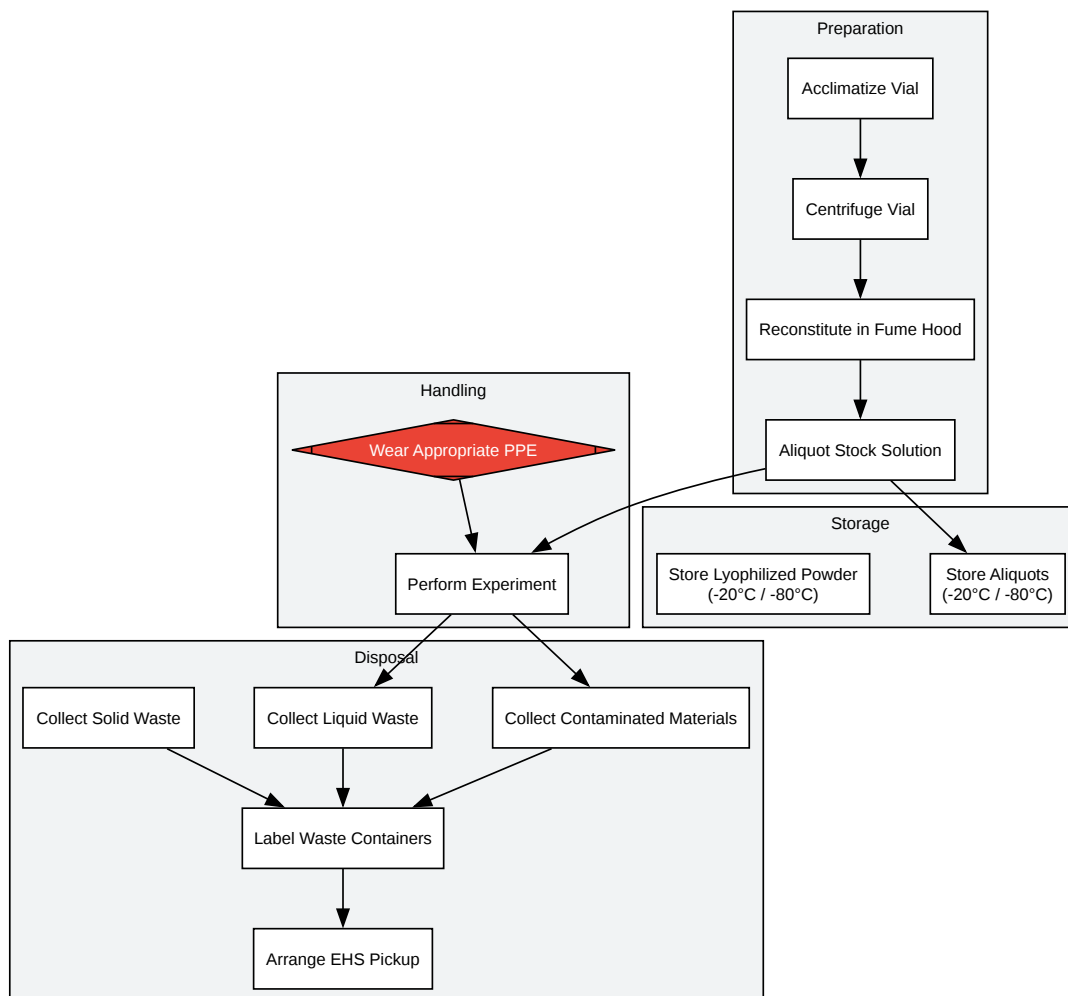 Preparation
Acclimatize Vial
Centrifuge Vial
Reconstitute in Fume Hood
Aliquot Stock Solution
Handling
Wear Appropriate PPE
Perform Experiment
Storage
Store Lyophilized Powder
(-20°C / -80°C)
Store Aliquots
(-20°C / -80°C)
Disposal
Collect Solid Waste
Collect Liquid Waste
Collect Contaminated Materials
Label Waste Containers
Arrange EHS Pickup